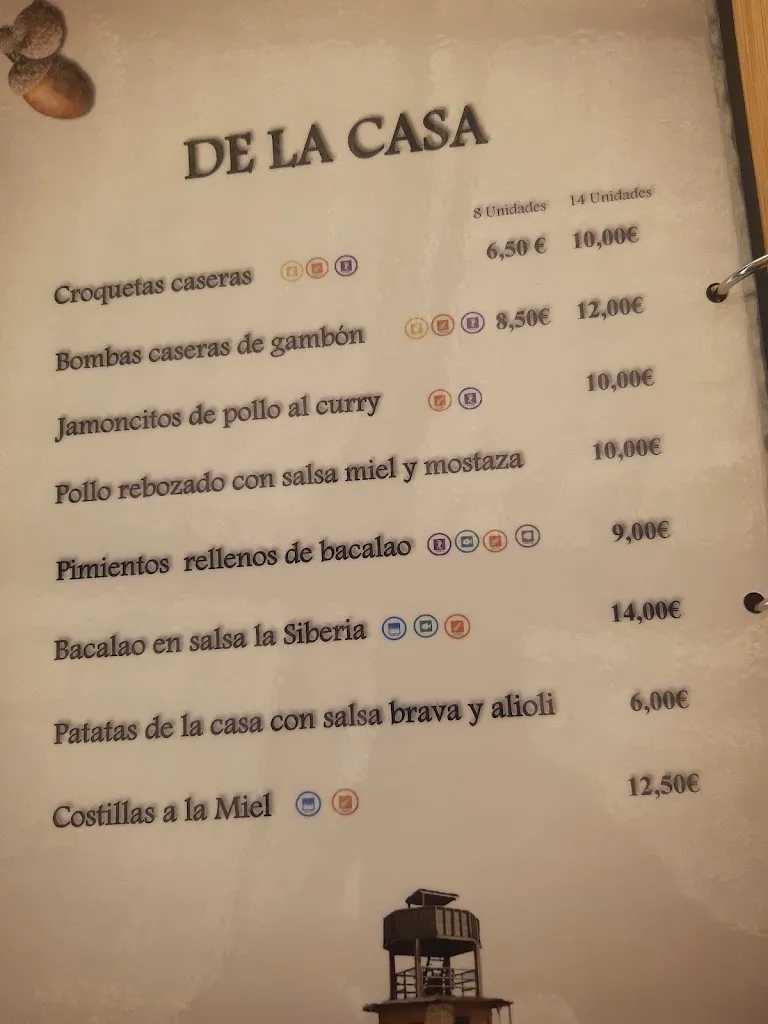 DE LA CASA
8 Unidades 14 Unidades
Croquetas caseras 6,50 € 10,00€
Bombas caseras de gambón 8,50€ 12,00€
Jamoncitos de pollo al curry 10,00€
Pollo rebozado con salsa miel y mostaza 10,00€
Pimientos rellenos de bacalao 9,00€
Bacalao en salsa la Siberia 14,00€
Patatas de la casa con salsa brava y alioli 6,00€
Costillas a la Miel 12,50€